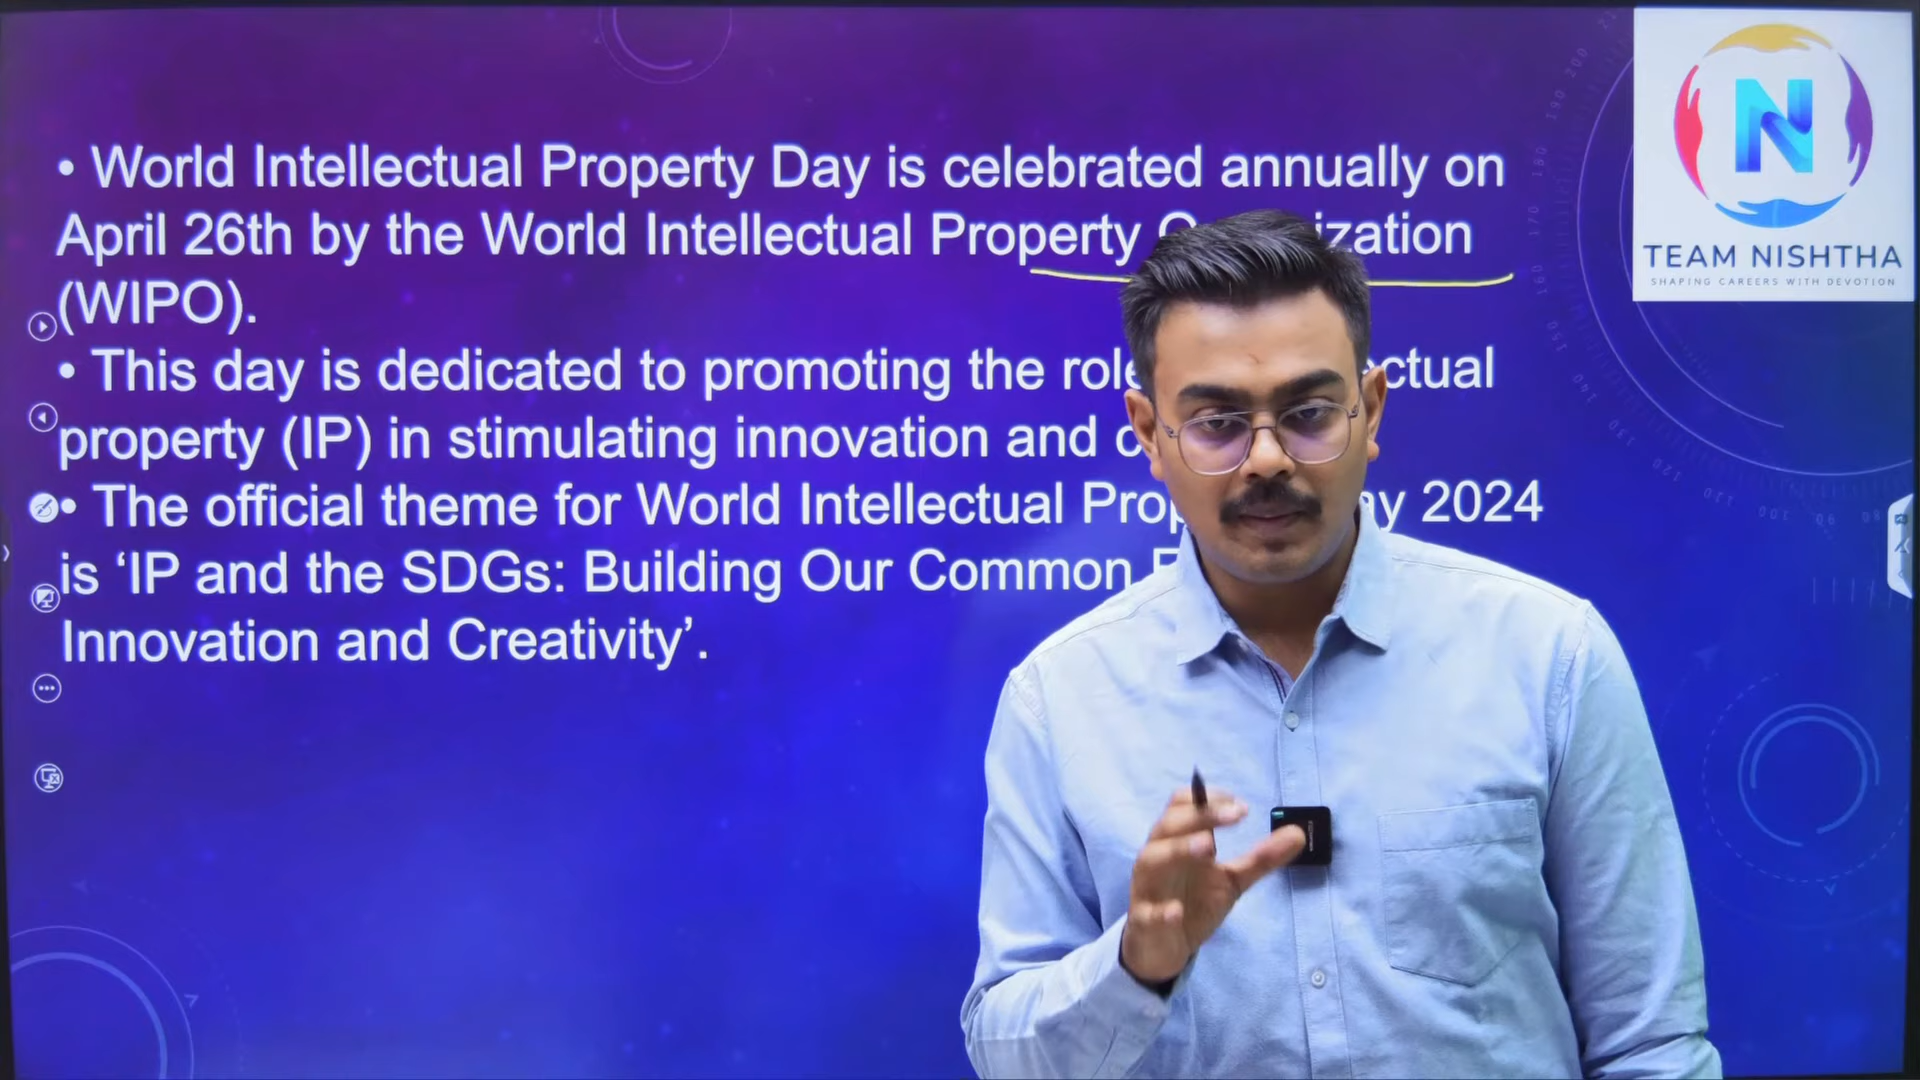 • World Intellectual Property Day is celebrated annually on
April 26th by the World Intellectual Property
(WIPO).
• This day is dedicated to promoting the role
property (IP) in stimulating innovation and
• The official theme for World Intellectual 2024
is ‘IP and the SDGs: Building Our Common
Innovation and Creativity’.
N
TEAM NISHTHA
SHAPING CAREERS WITH DEVOTION